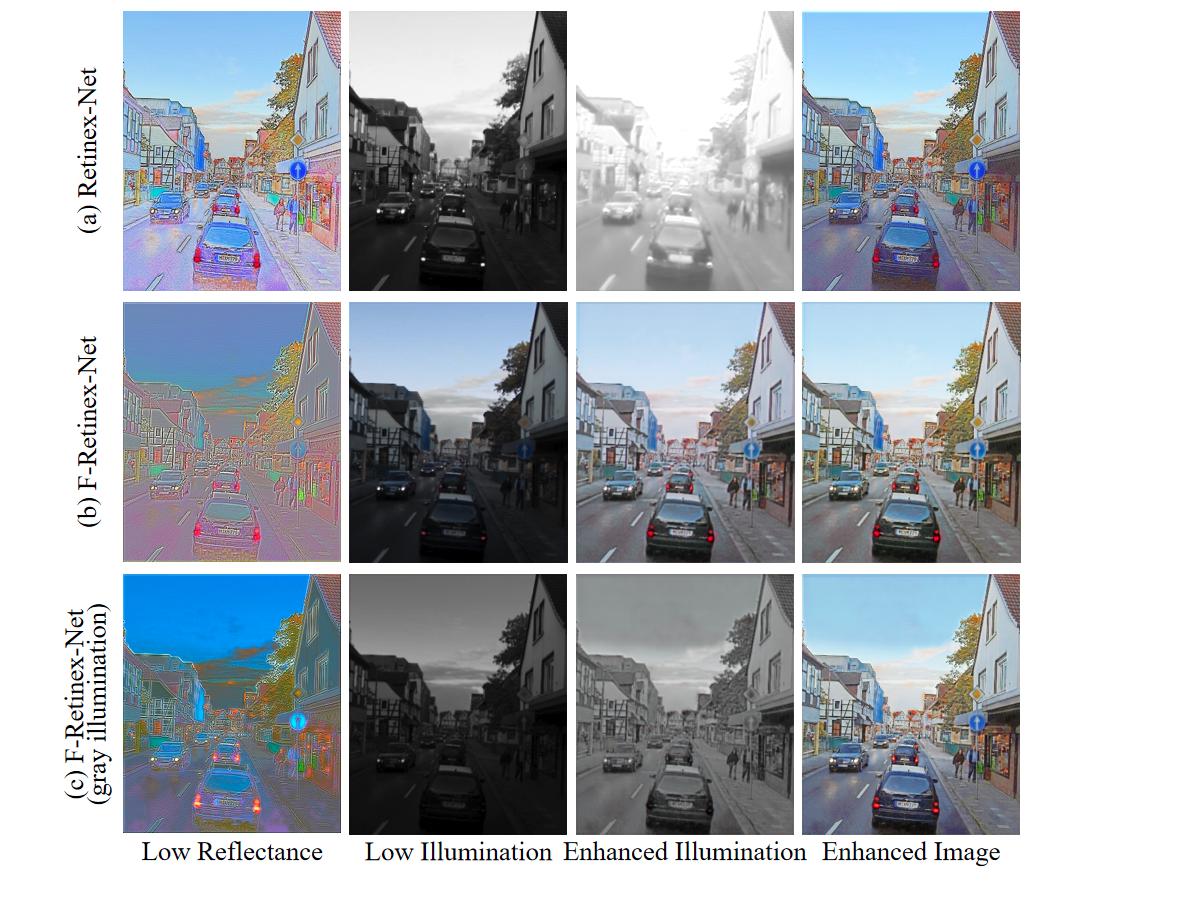 (a) Retinex-Net
(b) F-Retinex-Net
(c) F-Retinex-Net
(gray illumination)
Low Reflectance
Low Illumination
Enhanced Illumination
Enhanced Image